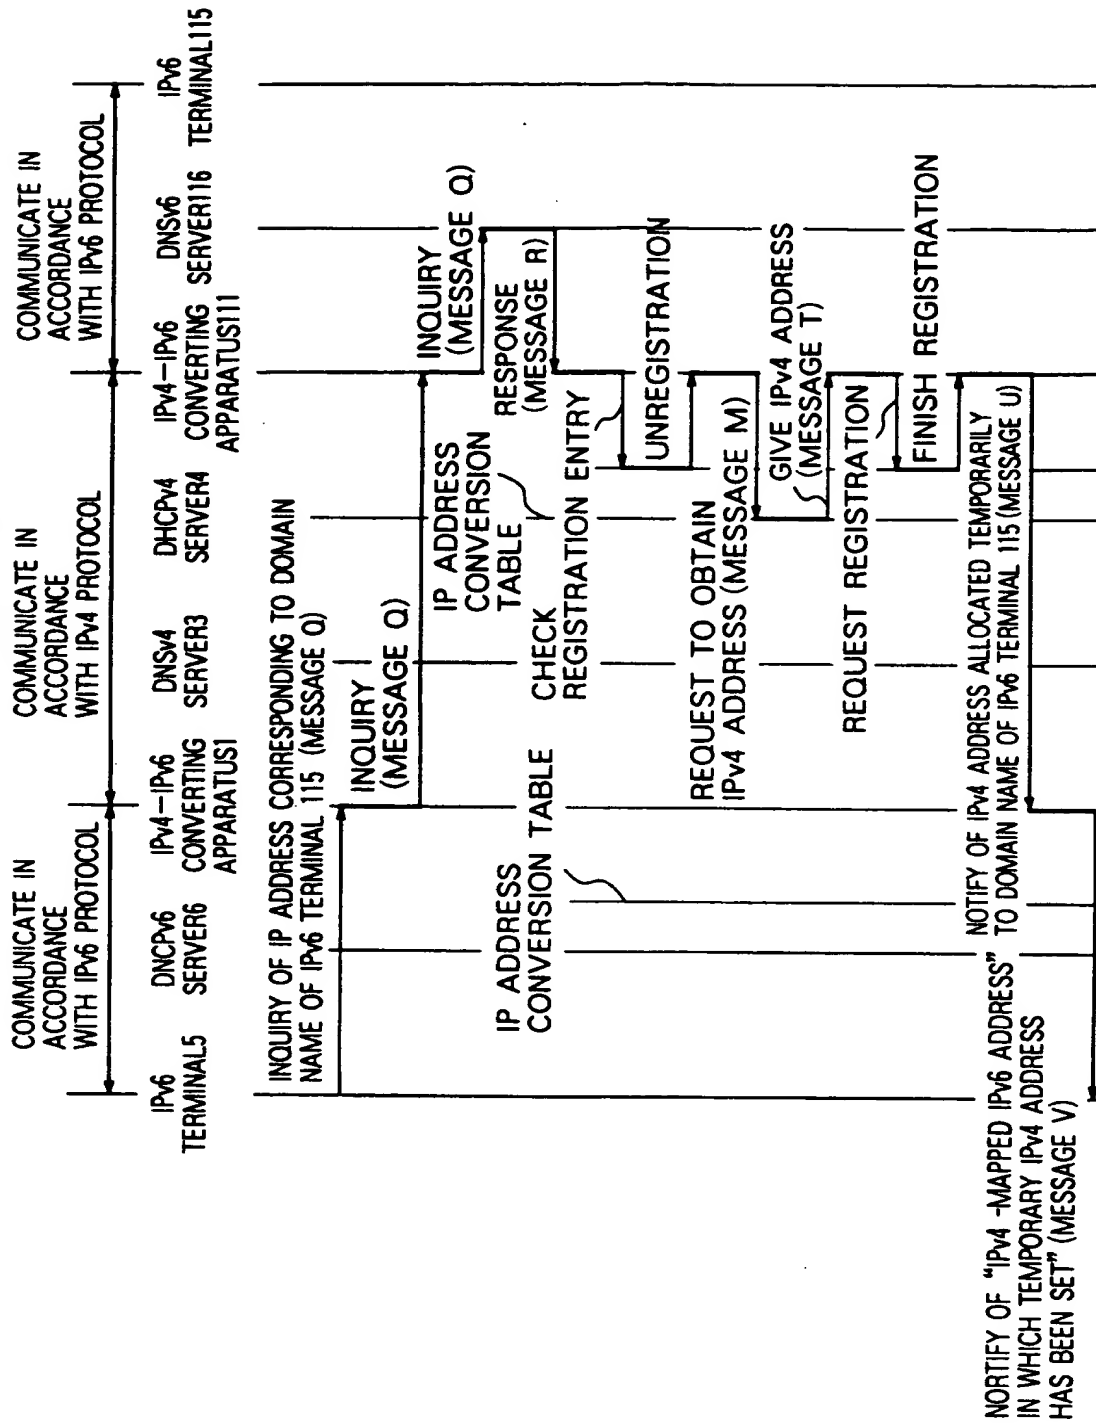 COMMUNICATE IN
ACCORDANCE
WITH IPv6 PROTOCOL
COMMUNICATE IN
ACCORDANCE
WITH IPv4 PROTOCOL
COMMUNICATE IN
ACCORDANCE
WITH IPv6 PROTOCOL
IPv6
TERMINAL5
DNCPv6
SERVER6
IPv4-IPv6
CONVERTING
APPARATUS1
DNSv4
SERVER3
DHCPv4
SERVER4
IPv4-IPv6
CONVERTING
APPARATUS111
DNSv6
SERVER116
IPv6
TERMINAL115
INQUIRY OF IP ADDRESS CORRESPONDING TO DOMAIN
NAME OF IPv6 TERMINAL 115 (MESSAGE Q)
INQUIRY
(MESSAGE Q)
INQUIRY
(MESSAGE Q)
IP ADDRESS
CONVERSION
TABLE
RESPONSE
(MESSAGE R)
IP ADDRESS
CONVERSION TABLE
CHECK
REGISTRATION ENTRY
UNREGISTRATION
REQUEST TO OBTAIN
IPv4 ADDRESS (MESSAGE M)
GIVE IPv4 ADDRESS
(MESSAGE T)
REQUEST REGISTRATION
FINISH REGISTRATION
NOTIFY OF IPv4 ADDRESS ALLOCATED TEMPORARILY
TO DOMAIN NAME OF IPv6 TERMINAL 115 (MESSAGE U)
NORTIFY OF "IPv4 -MAPPED IPv6 ADDRESS"
IN WHICH TEMPORARY IPv4 ADDRESS
HAS BEEN SET" (MESSAGE V)